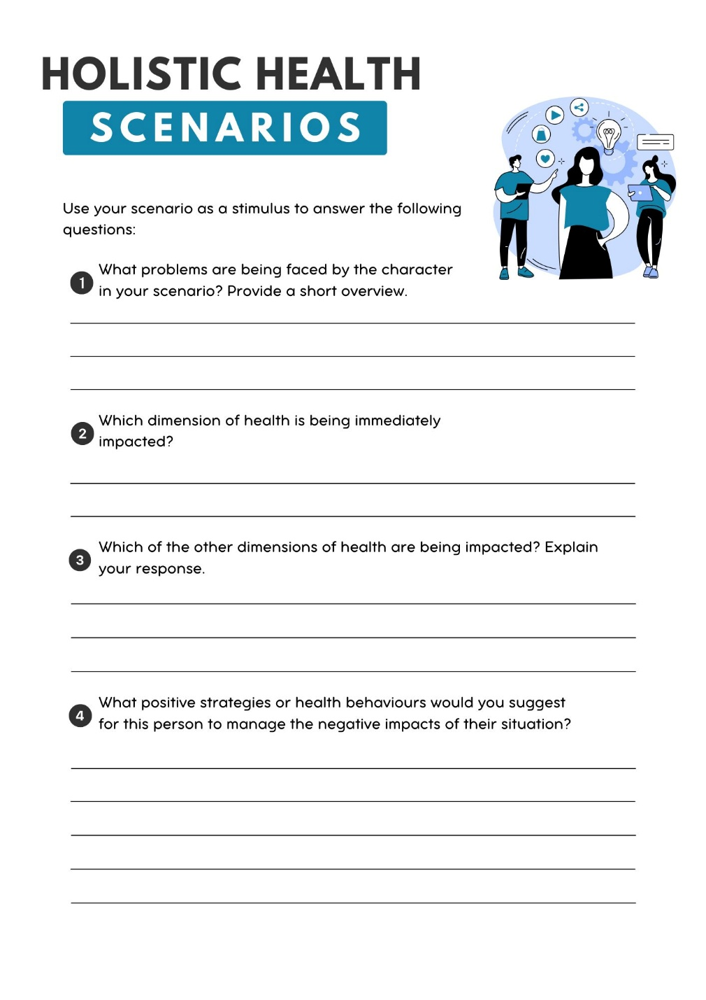 HOLISTIC HEALTH
SCENARIOS
Use your scenario as a stimulus to answer the following
questions:
1
What problems are being faced by the character
in your scenario? Provide a short overview.
2
Which dimension of health is being immediately
impacted?
3
Which of the other dimensions of health are being impacted? Explain
your response.
4
What positive strategies or health behaviours would you suggest
for this person to manage the negative impacts of their situation?